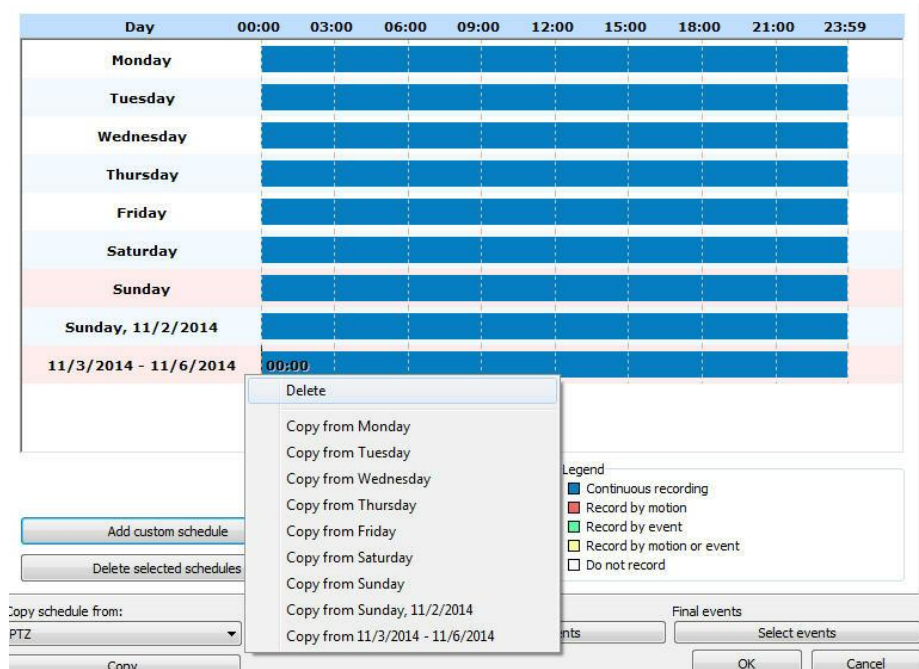 Day 00:00 03:00 06:00 09:00 12:00 15:00 18:00 21:00 23:59
Monday
Tuesday
Wednesday
Thursday
Friday
Saturday
Sunday
Sunday, 11/2/2014
11/3/2014 - 11/6/2014 00:00
Delete
Copy from Monday
Copy from Tuesday
Copy from Wednesday
Copy from Thursday
Copy from Friday
Copy from Saturday
Copy from Sunday
Copy from Sunday, 11/2/2014
Copy from 11/3/2014 - 11/6/2014
Legend
Continuous recording
Record by motion
Record by event
Record by motion or event
Do not record
Add custom schedule
Delete selected schedules
Copy schedule from:
PTZ
Copy
Final events
Select events
OK Cancel